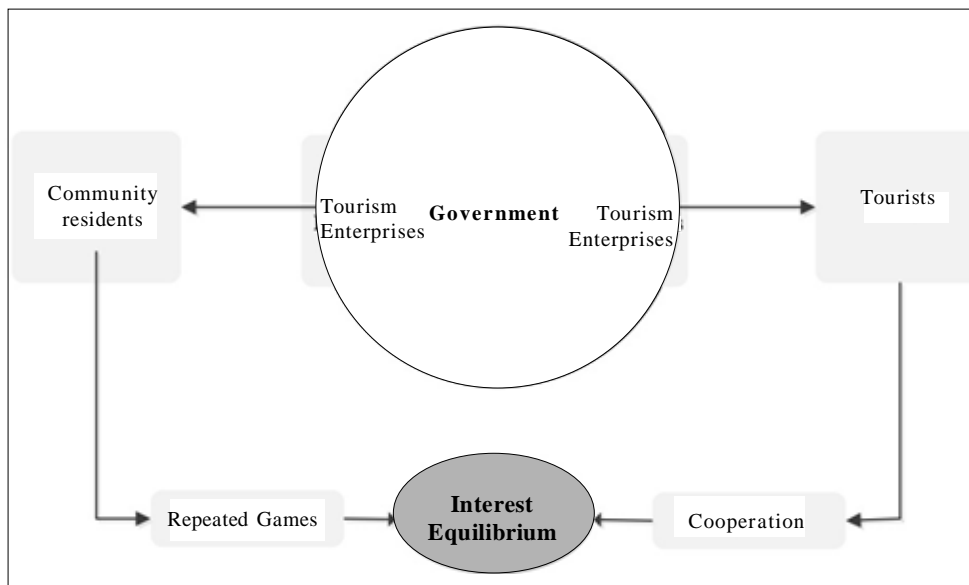 Community
residents
Tourism
Enterprises
Government
Tourism
Enterprises
Tourists
Repeated Games
Interest
Equilibrium
Cooperation